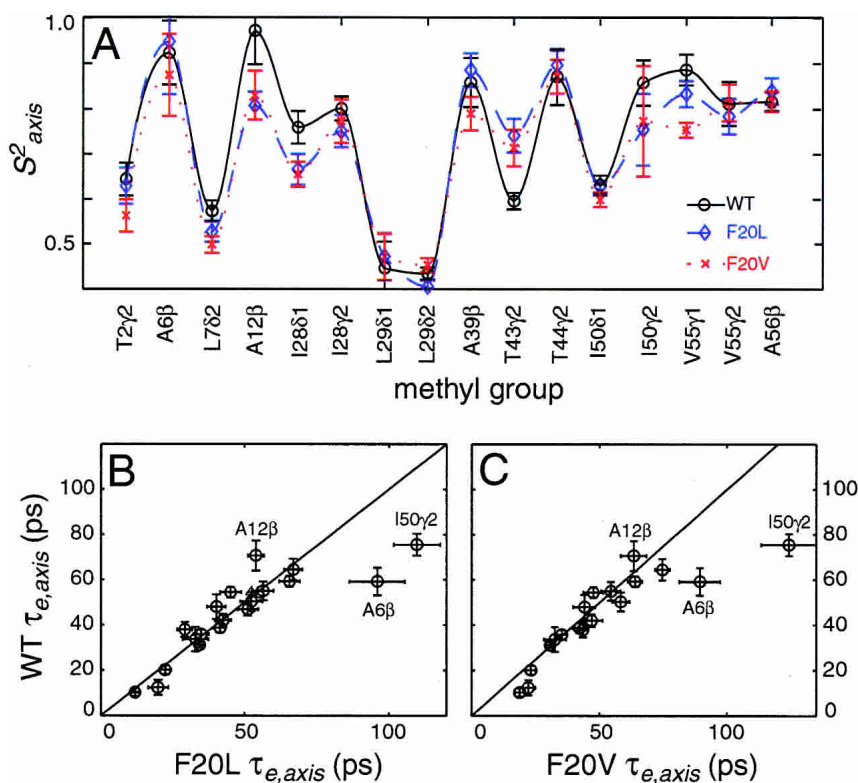 A
1.0
S²axis
0.5
WT
F20L
F20V
T2γ2
A6β
L7δ2
A12β
I28δ1
I28γ2
L29δ1
L29δ2
A39β
T43γ2
T44γ2
I50δ1
I50γ2
V55γ1
V55γ2
A56β
methyl group
B
WT τe,axis (ps)
100
80
60
40
20
0
A12β
I50γ2
A6β
0 50 100
F20L τe,axis (ps)
C
A12β
I50γ2
A6β
100
80
60
40
20
0
0 50 100
F20V τe,axis (ps)